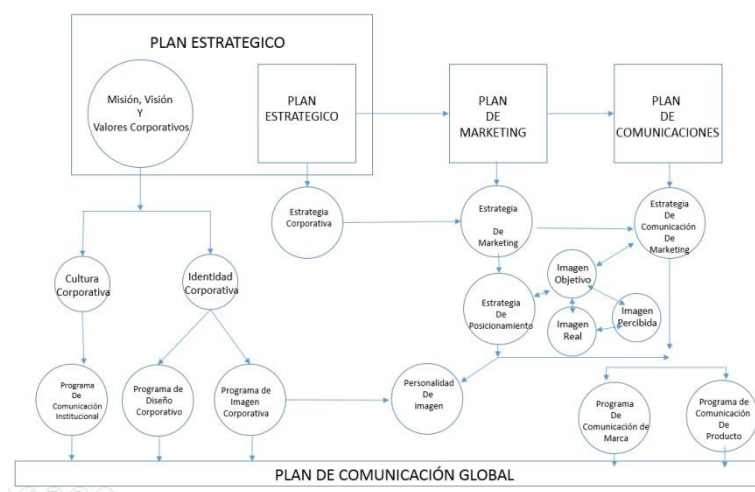 PLAN ESTRATEGICO
Misión, Visión
Y
Valores Corporativos
PLAN
ESTRATEGICO
PLAN
DE
MARKETING
PLAN
DE
COMUNICACIONES
Estrategia
Corporativa
Estrategia
De Marketing
Estrategia
De
Comunicación
De
Marketing
Cultura
Corporativa
Identidad
Corporativa
Imagen
Objetivo
Estrategia
De
Posicionamiento
Imagen
Real
Imagen
Percibida
Programa
De
Comunicación
Institucional
Programa de
Diseño
Corporativo
Programa de
Imagen
Corporativa
Personalidad
De
imagen
Programa
De
Comunicación de
Marca
Programa de
Comunicación
De
Producto
PLAN DE COMUNICACIÓN GLOBAL